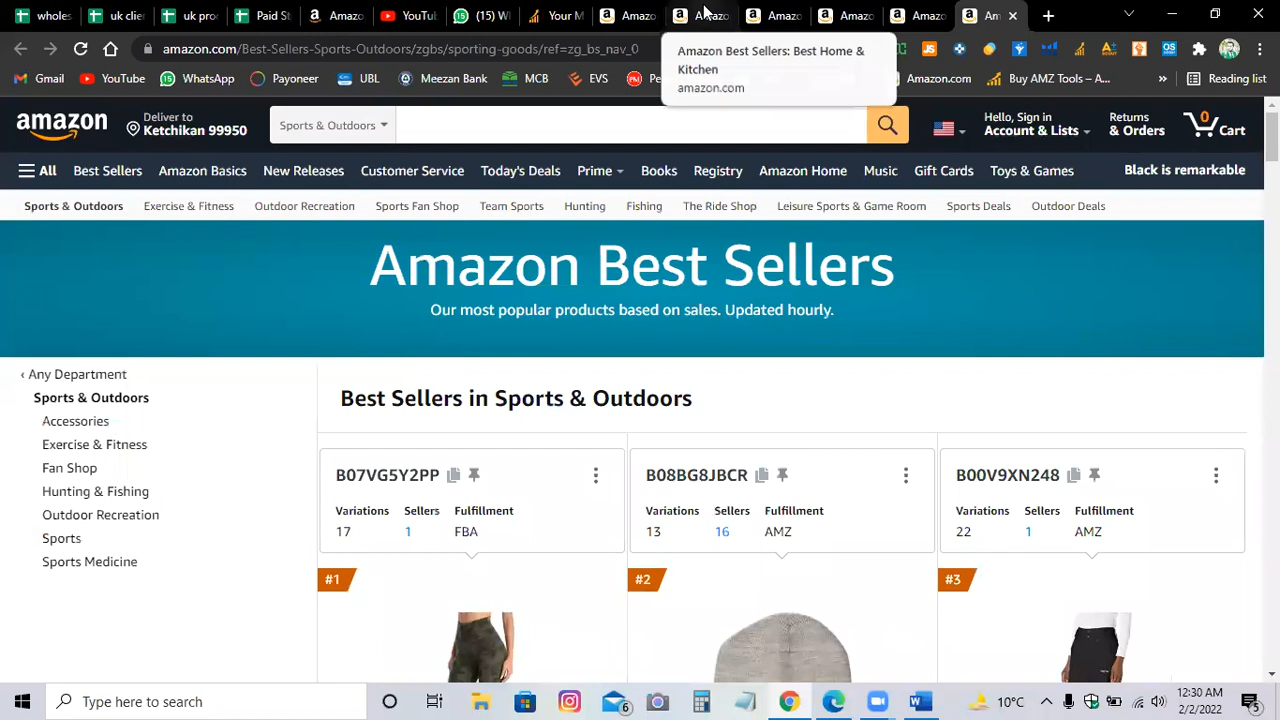 whole
clie
uk pro
Paid S
Amazo
YouTu
(15) W
Your M
Amazo
Amazo
Amazo
Amazo
Amazo
Am
amazon.com/Best-Sellers-Sports-Outdoors/zgbs/sporting-goods/ref=zg_bs_nav_0
Amazon Best Sellers: Best Home &
Kitchen
amazon.com
Gmail YouTube WhatsApp Payoneer UBL Meezan Bank MCB EVS Amazon.com Buy AMZ Tools – A... » Reading list
amazon
Deliver to
Ketchikan 99950
Sports & Outdoors
Hello, Sign in
Account & Lists
Returns
& Orders
0
Cart
All Best Sellers Amazon Basics New Releases Customer Service Today's Deals Prime Books Registry Amazon Home Music Gift Cards Toys & Games Black is remarkable
Sports & Outdoors Exercise & Fitness Outdoor Recreation Sports Fan Shop Team Sports Hunting Fishing The Ride Shop Leisure Sports & Game Room Sports Deals Outdoor Deals
Amazon Best Sellers
Our most popular products based on sales. Updated hourly.
‹ Any Department
Sports & Outdoors
Accessories
Exercise & Fitness
Fan Shop
Hunting & Fishing
Outdoor Recreation
Sports
Sports Medicine
Best Sellers in Sports & Outdoors
B07VG5Y2PP
Variations Sellers Fulfillment
17 1 FBA
#1
B08BG8JBCR
Variations Sellers Fulfillment
13 16 AMZ
#2
B00V9XN248
Variations Sellers Fulfillment
22 1 AMZ
#3
Type here to search
6
10°C
12:30 AM
2/2/2022
5